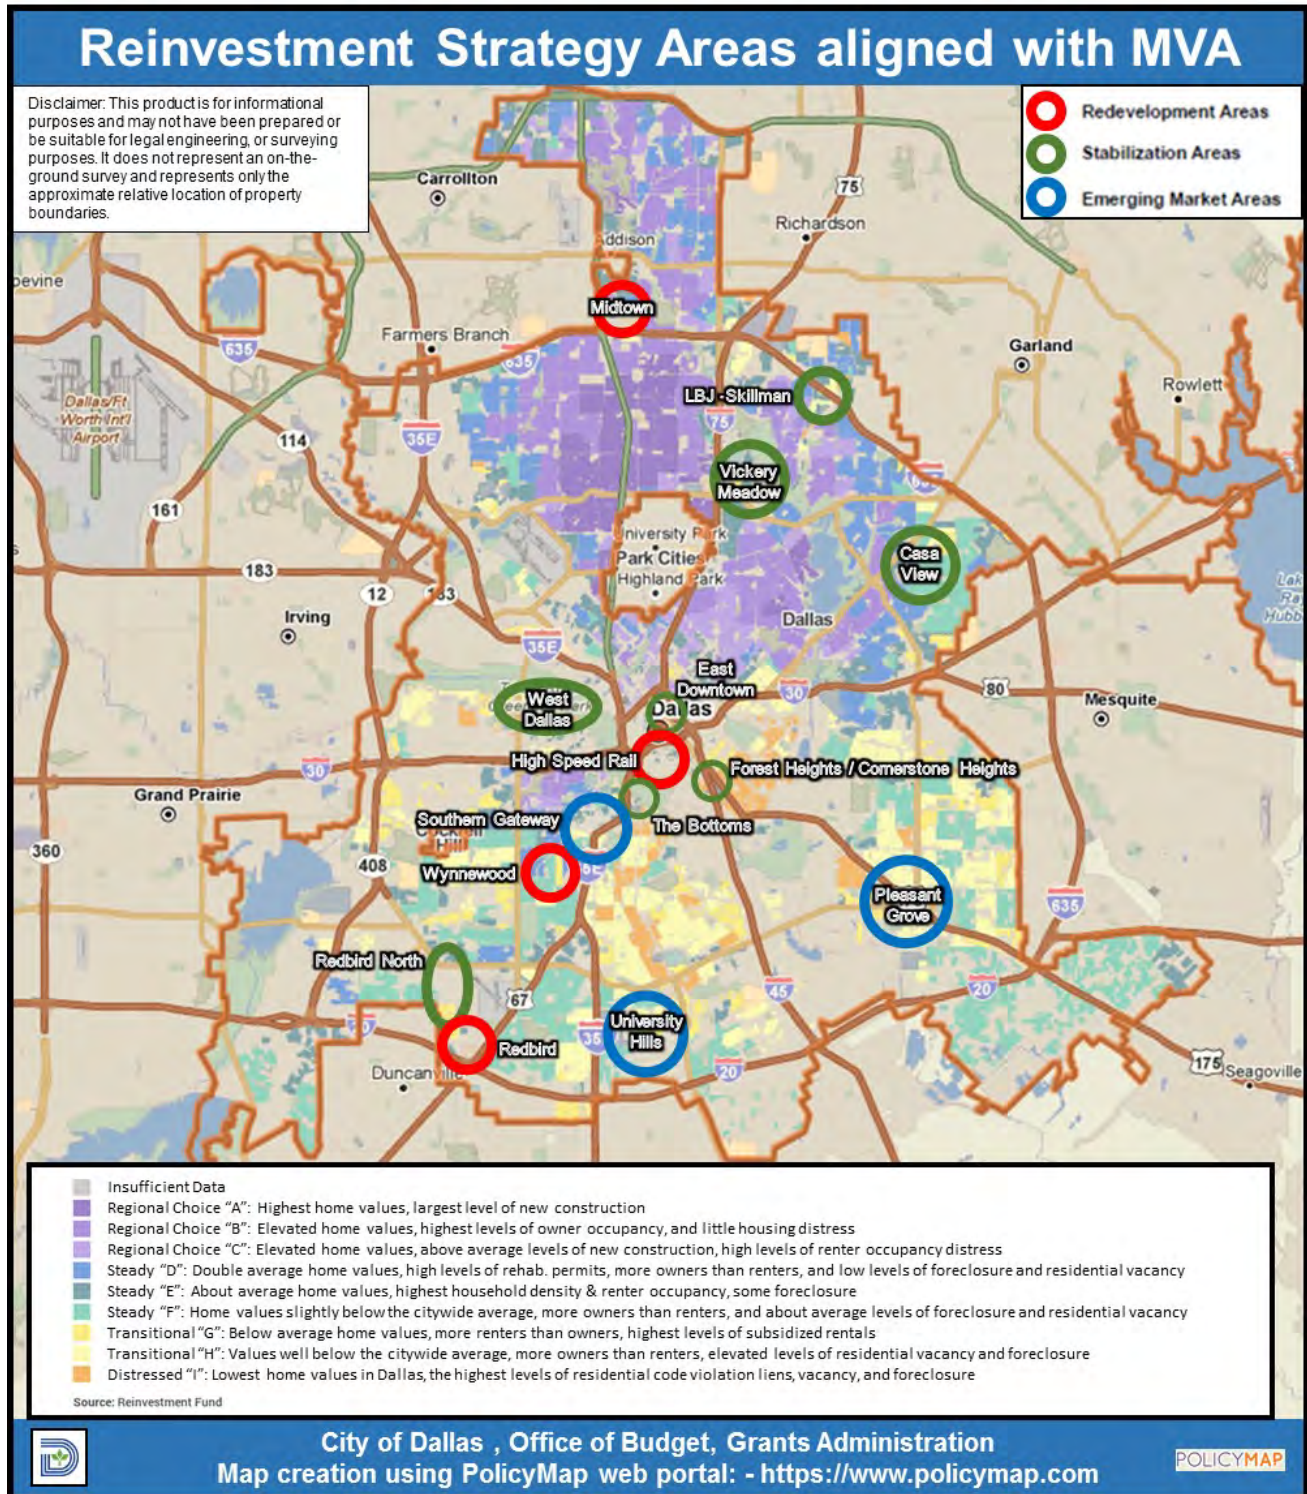 Reinvestment Strategy Areas aligned with MVA
Disclaimer: This product is for informational
purposes and may not have been prepared or
be suitable for legal engineering, or surveying
purposes. It does not represent an on-the-
ground survey and represents only the
approximate relative location of property
boundaries.
Redevelopment Areas
Stabilization Areas
Emerging Market Areas
Carrollton
75
Richardson
Addison
pevine
Midtown
635
Farmers Branch
635
Garland
Rowlett
LBJ -Skillman
Dallas/Ft
Worth Int'l
Airport
114
35E
75
Vickery
Meadow
161
University Park
Park Cities
Highland Park
Casa
View
183
12
183
Irving
Dallas
35E
East
Downtown
30
80
Mesquite
West
Dallas
Dallas
High Speed Rail
Forest Heights / Cornerstone Heights
30
Grand Prairie
Southern Gateway
The Bottoms
Hill
360
408
Wynnewood
Pleasant
Grove
635
Redbird North
67
45
20
University
Hills
35
Redbird
Duncanville
20
175
Seagoville
Insufficient Data
Regional Choice “A”: Highest home values, largest level of new construction
Regional Choice “B”: Elevated home values, highest levels of owner occupancy, and little housing distress
Regional Choice “C”: Elevated home values, above average levels of new construction, high levels of renter occupancy distress
Steady “D”: Double average home values, high levels of rehab. permits, more owners than renters, and low levels of foreclosure and residential vacancy
Steady “E”: About average home values, highest household density & renter occupancy, some foreclosure
Steady “F”: Home values slightly below the citywide average, more owners than renters, and about average levels of foreclosure and residential vacancy
Transitional “G”: Below average home values, more renters than owners, highest levels of subsidized rentals
Transitional “H”: Values well below the citywide average, more owners than renters, elevated levels of residential vacancy and foreclosure
Distressed “I”: Lowest home values in Dallas, the highest levels of residential code violation liens, vacancy, and foreclosure
Source: Reinvestment Fund
City of Dallas , Office of Budget, Grants Administration
Map creation using PolicyMap web portal: - https://www.policymap.com
POLICYMAP